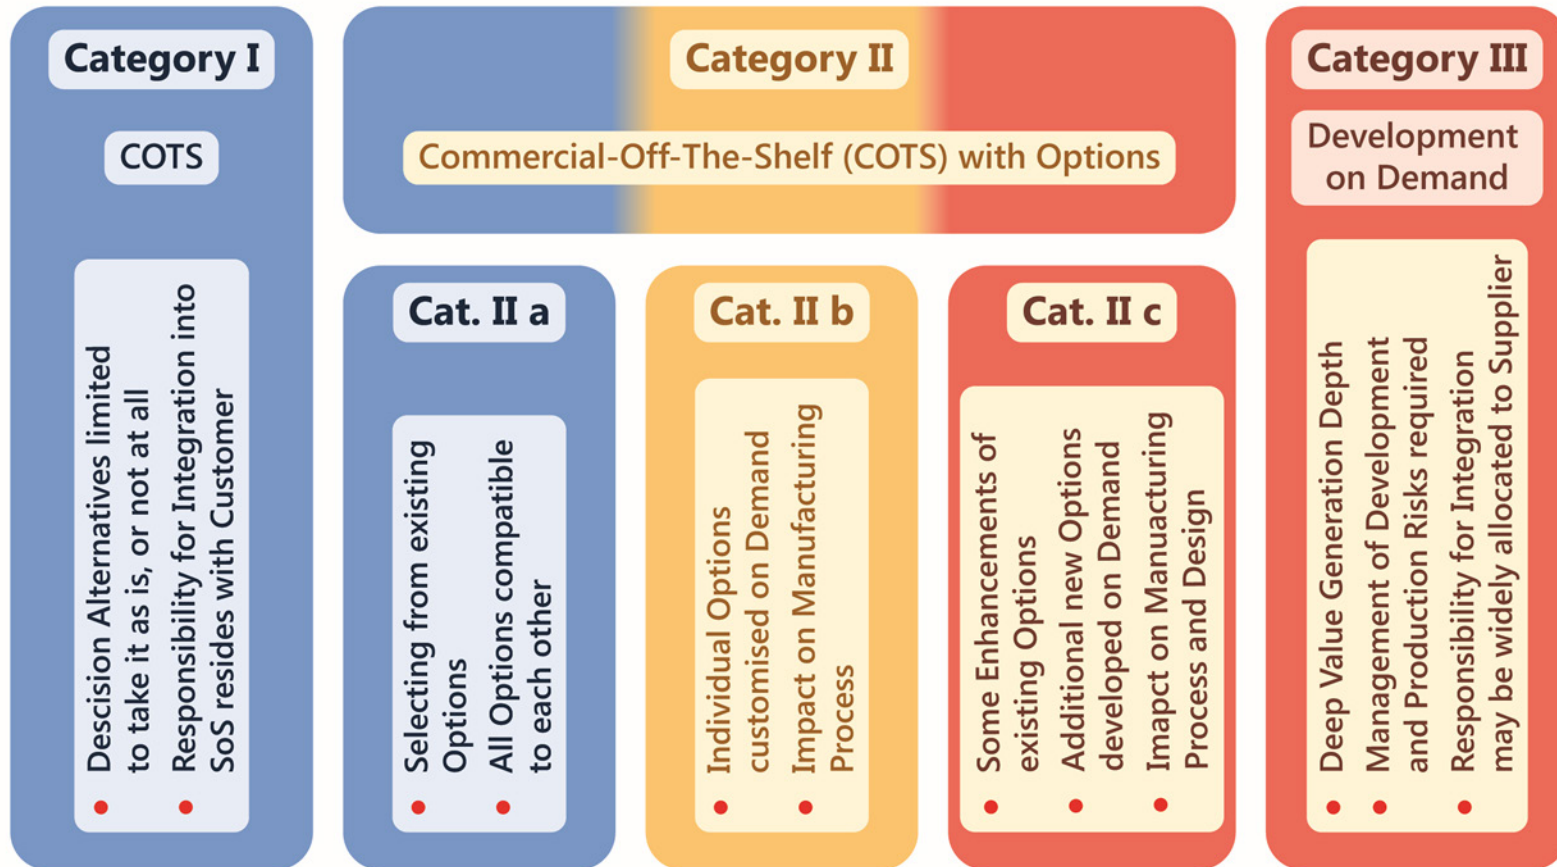 Category I
COTS
Descision Alternatives limited
to take it as is, or not at all
Responsibility for Integration into
SoS resides with Customer
Category II
Commercial-Off-The-Shelf (COTS) with Options
Cat. II a
Selecting from existing
Options
All Options compatible
to each other
Cat. II b
Individual Options
customised on Demand
Impact on Manufacturing
Process
Cat. II c
Some Enhancements of
existing Options
Additional new Options
developed on Demand
Imapct on Manuacturing
Process and Design
Category III
Development
on Demand
Deep Value Generation Depth
Management of Development
and Production Risks required
Responsibility for Integration
may be widely allocated to Supplier